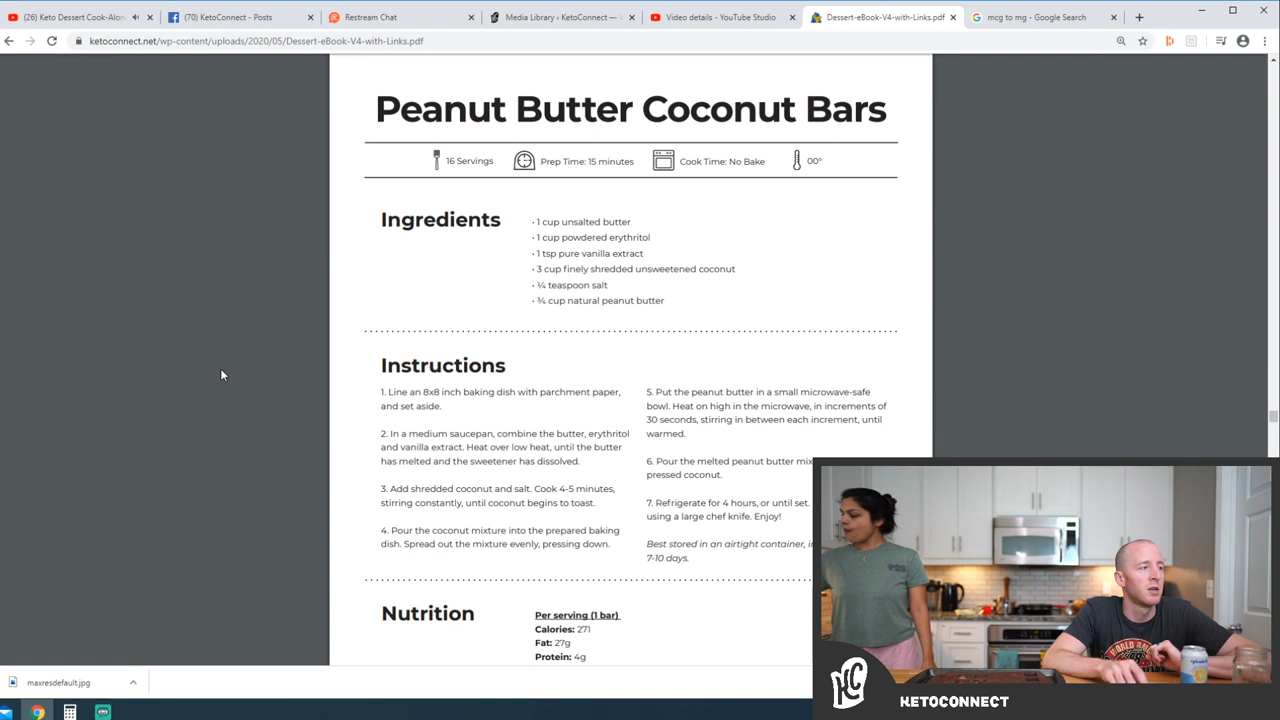 (26) Keto Dessert Cook-Alon
(70) KetoConnect - Posts
Restream Chat
Media Library ‹ KetoConnect —
Video details - YouTube Studio
Dessert-eBook-V4-with-Links.pdf
mcg to mg - Google Search
ketoconnect.net/wp-content/uploads/2020/05/Dessert-eBook-V4-with-Links.pdf
Peanut Butter Coconut Bars
16 Servings
Prep Time: 15 minutes
Cook Time: No Bake
00°
Ingredients
• 1 cup unsalted butter
• 1 cup powdered erythritol
• 1 tsp pure vanilla extract
• 3 cup finely shredded unsweetened coconut
• ¼ teaspoon salt
• ¾ cup natural peanut butter
Instructions
1. Line an 8x8 inch baking dish with parchment paper,
and set aside.
2. In a medium saucepan, combine the butter, erythritol
and vanilla extract. Heat over low heat, until the butter
has melted and the sweetener has dissolved.
3. Add shredded coconut and salt. Cook 4-5 minutes,
stirring constantly, until coconut begins to toast.
4. Pour the coconut mixture into the prepared baking
dish. Spread out the mixture evenly, pressing down.
5. Put the peanut butter in a small microwave-safe
bowl. Heat on high in the microwave, in increments of
30 seconds, stirring in between each increment, until
warmed.
6. Pour the melted peanut butter mix
pressed coconut.
7. Refrigerate for 4 hours, or until set.
using a large chef knife. Enjoy!
Best stored in an airtight container, i
7-10 days.
Nutrition
Per serving (1 bar)
Calories: 271
Fat: 27g
Protein: 4g
maxresdefault.jpg
KC
KETOCONNECT